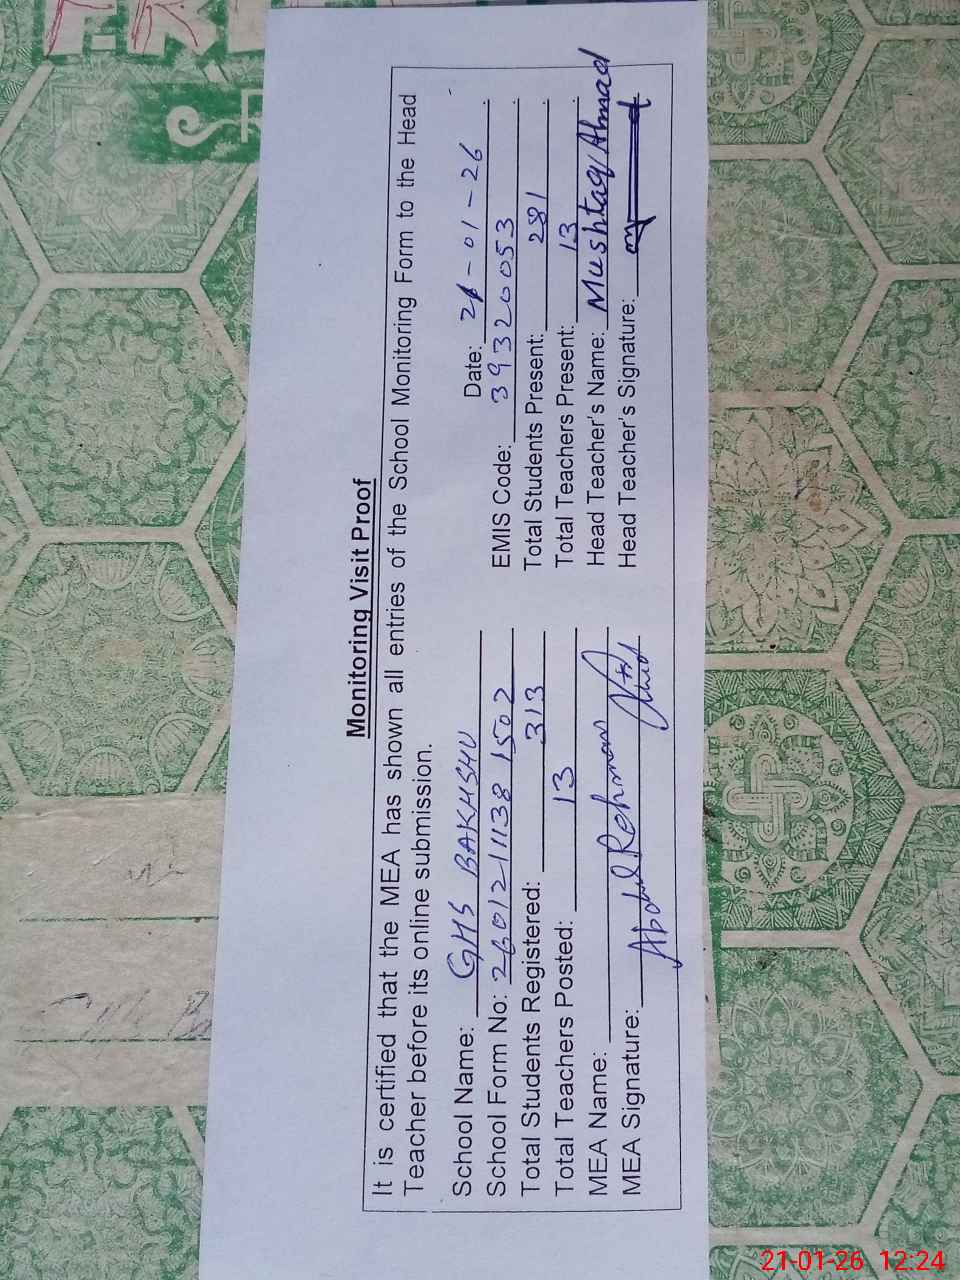 Monitoring Visit Proof
It is certified that the MEA has shown all entries of the School Monitoring Form to the Head
Teacher before its online submission.
Date: 21-01-26
School Name: GHS BAKHSHU
EMIS Code: 39320053
School Form No: 26012111381502
Total Students Present: 281
Total Students Registered: 313
Total Teachers Present: 13
Total Teachers Posted: 13
Head Teacher's Name: Mushtaq Ahmad
MEA Name: Abdul Rehman
Head Teacher's Signature:
MEA Signature:
21-01-26 12:24